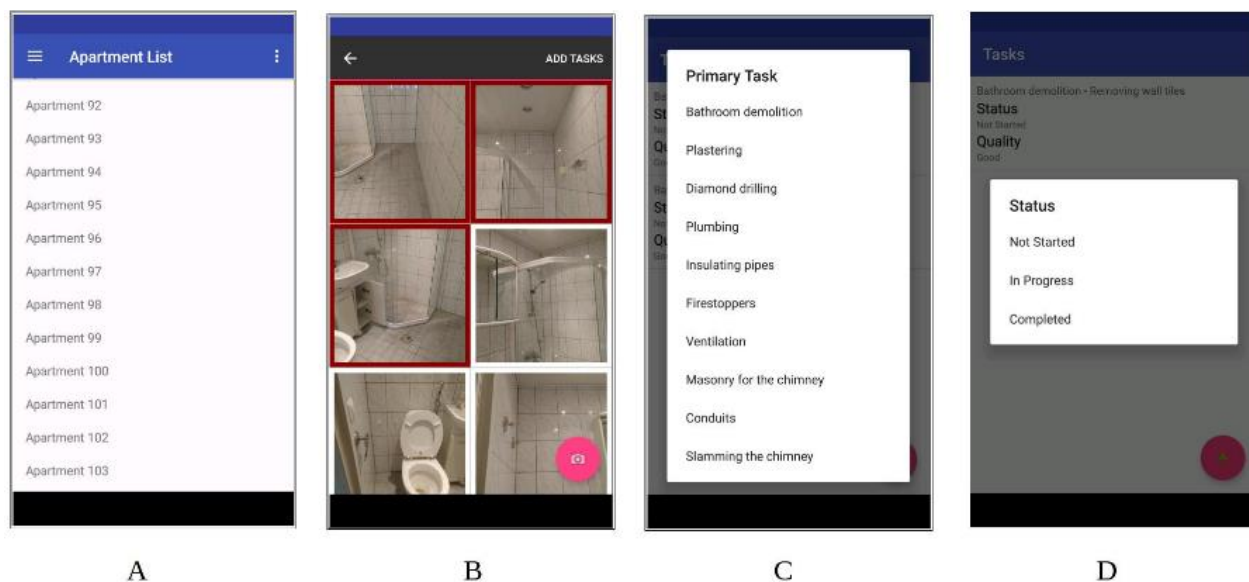 Apartment List
Apartment 92
Apartment 93
Apartment 94
Apartment 95
Apartment 96
Apartment 97
Apartment 98
Apartment 99
Apartment 100
Apartment 101
Apartment 102
Apartment 103
A
ADD TASKS
B
Primary Task
Bathroom demolition
Plastering
Diamond drilling
Plumbing
Insulating pipes
Firestoppers
Ventilation
Masonry for the chimney
Conduits
Slamming the chimney
C
Tasks
Bathroom demolition - Removing wall tiles
Status
Not Started
Quality
Good
Status
Not Started
In Progress
Completed
D